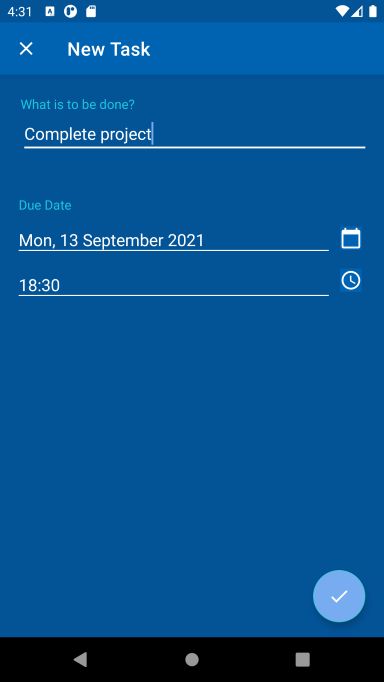 4:31
New Task
What is to be done?
Complete project
Due Date
Mon, 13 September 2021
18:30